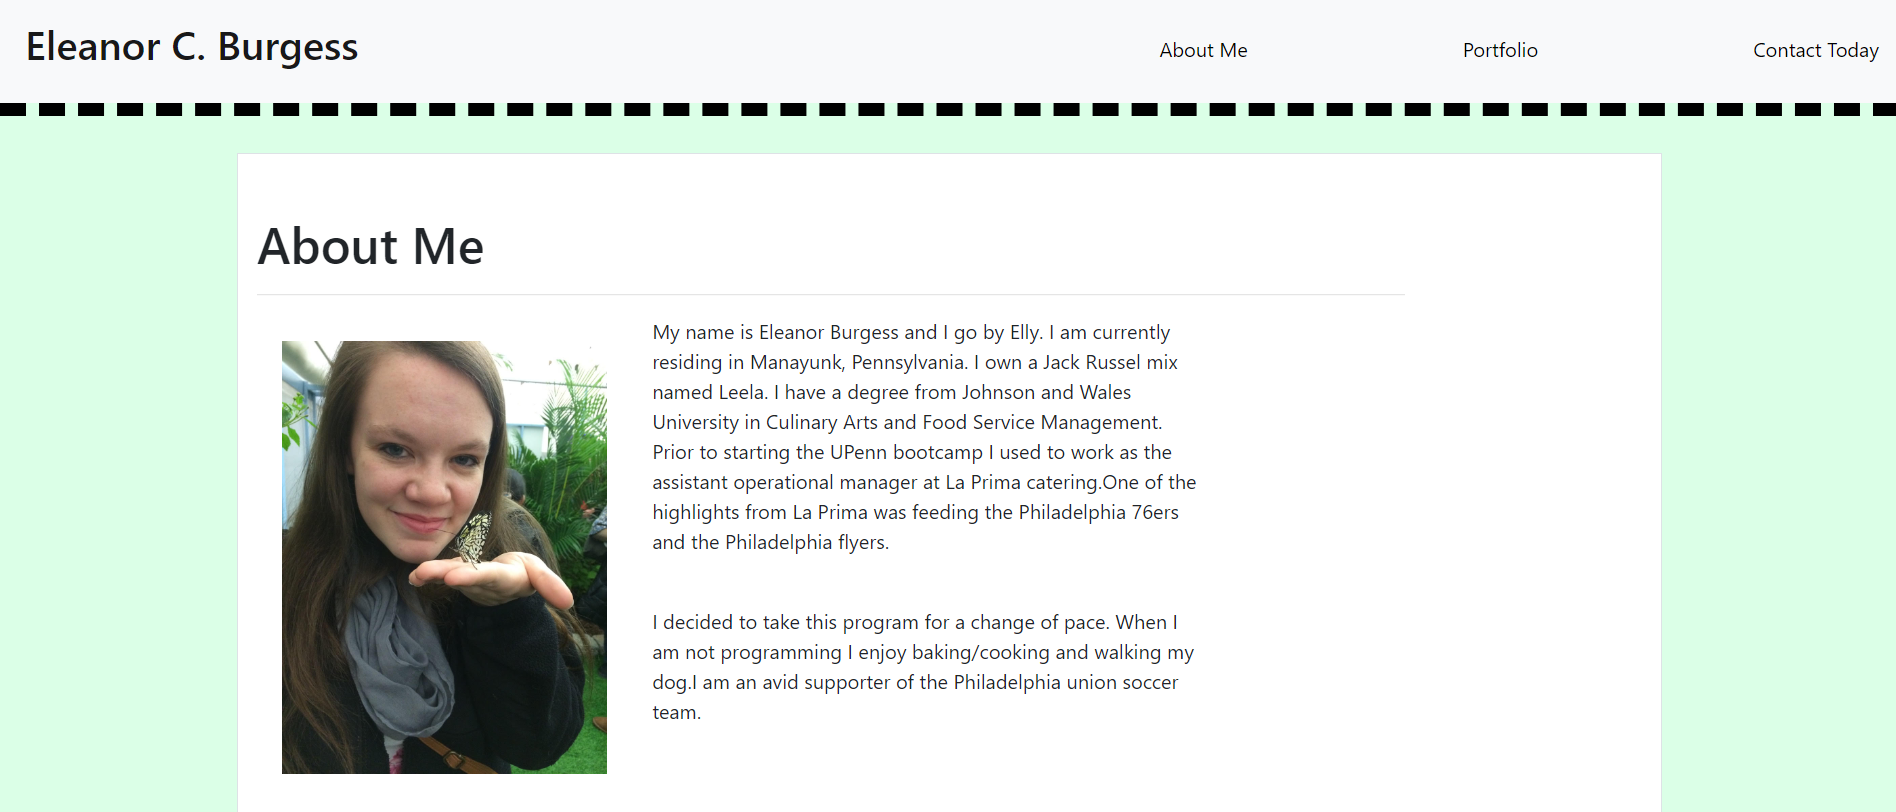 Eleanor C. Burgess
About Me
Portfolio
Contact Today
About Me
My name is Eleanor Burgess and I go by Elly. I am currently
residing in Manayunk, Pennsylvania. I own a Jack Russel mix
named Leela. I have a degree from Johnson and Wales
University in Culinary Arts and Food Service Management.
Prior to starting the UPenn bootcamp I used to work as the
assistant operational manager at La Prima catering.One of the
highlights from La Prima was feeding the Philadelphia 76ers
and the Philadelphia flyers.
I decided to take this program for a change of pace. When I
am not programming I enjoy baking/cooking and walking my
dog.I am an avid supporter of the Philadelphia union soccer
team.